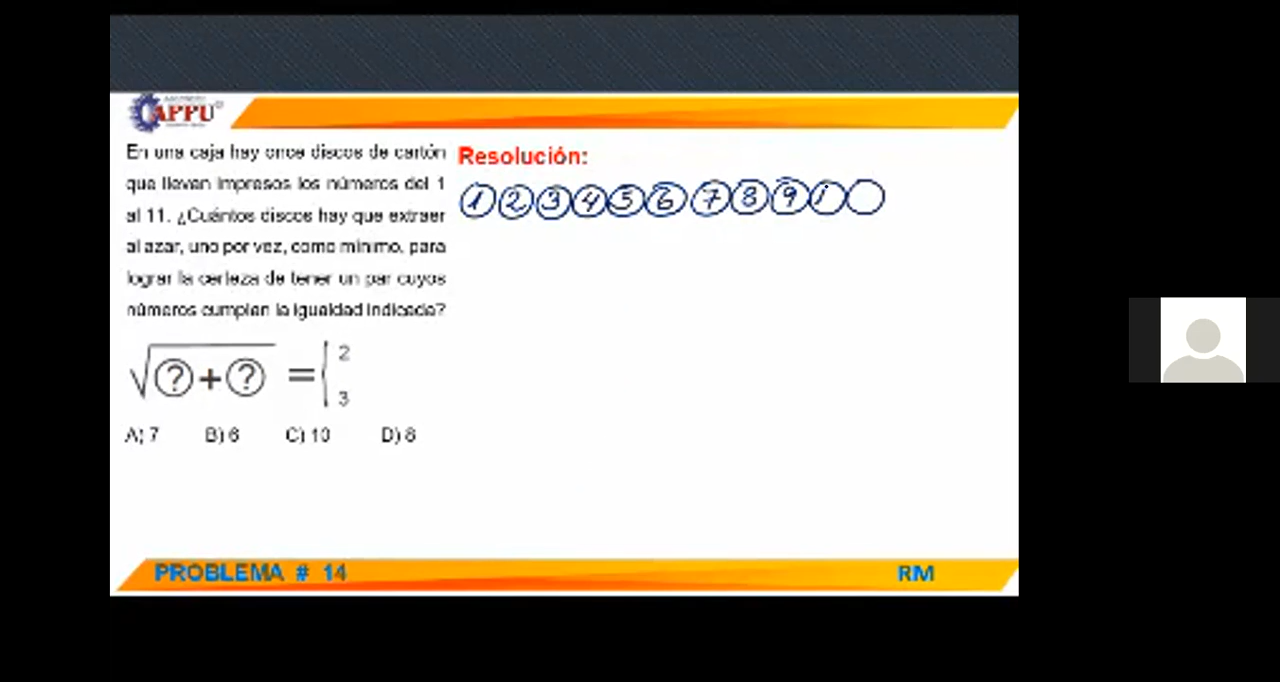 APPU
En una caja hay once discos de cartón
que llevan impresos los números del 1
al 11. ¿Cuántos discos hay que extraer
al azar, uno por vez, como mínimo, para
lograr la certeza de tener un par cuyos
números cumplan la igualdad indicada?
√(?) + (?) = { 2
3
A) 7 B) 6 C) 10 D) 8
Resolución:
1 2 3 4 5 6 7 8 9 1
PROBLEMA # 14
RM